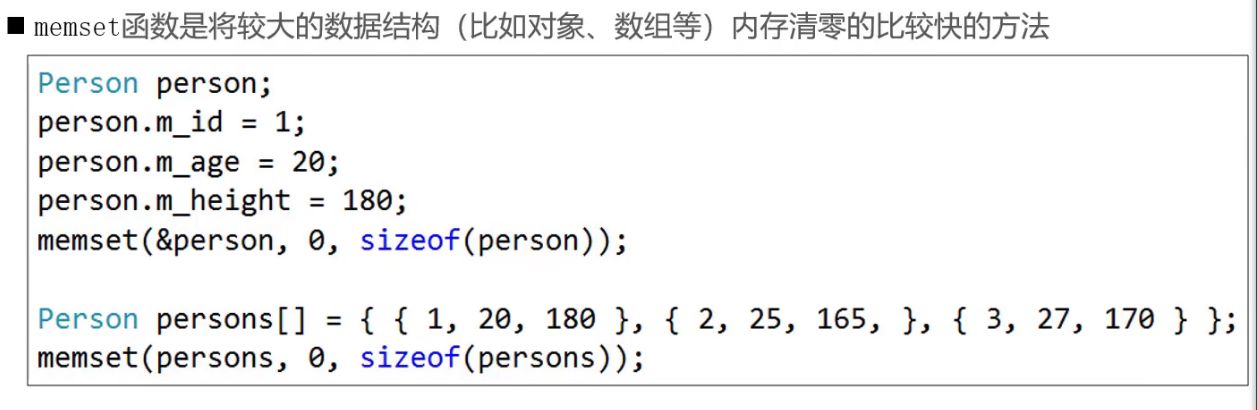 ■ memset函数是将较大的数据结构（比如对象、数组等）内存清零的比较快的方法
Person person;
person.m_id = 1;
person.m_age = 20;
person.m_height = 180;
memset(&person, 0, sizeof(person));
Person persons[] = { { 1, 20, 180 }, { 2, 25, 165, }, { 3, 27, 170 } };
memset(persons, 0, sizeof(persons));